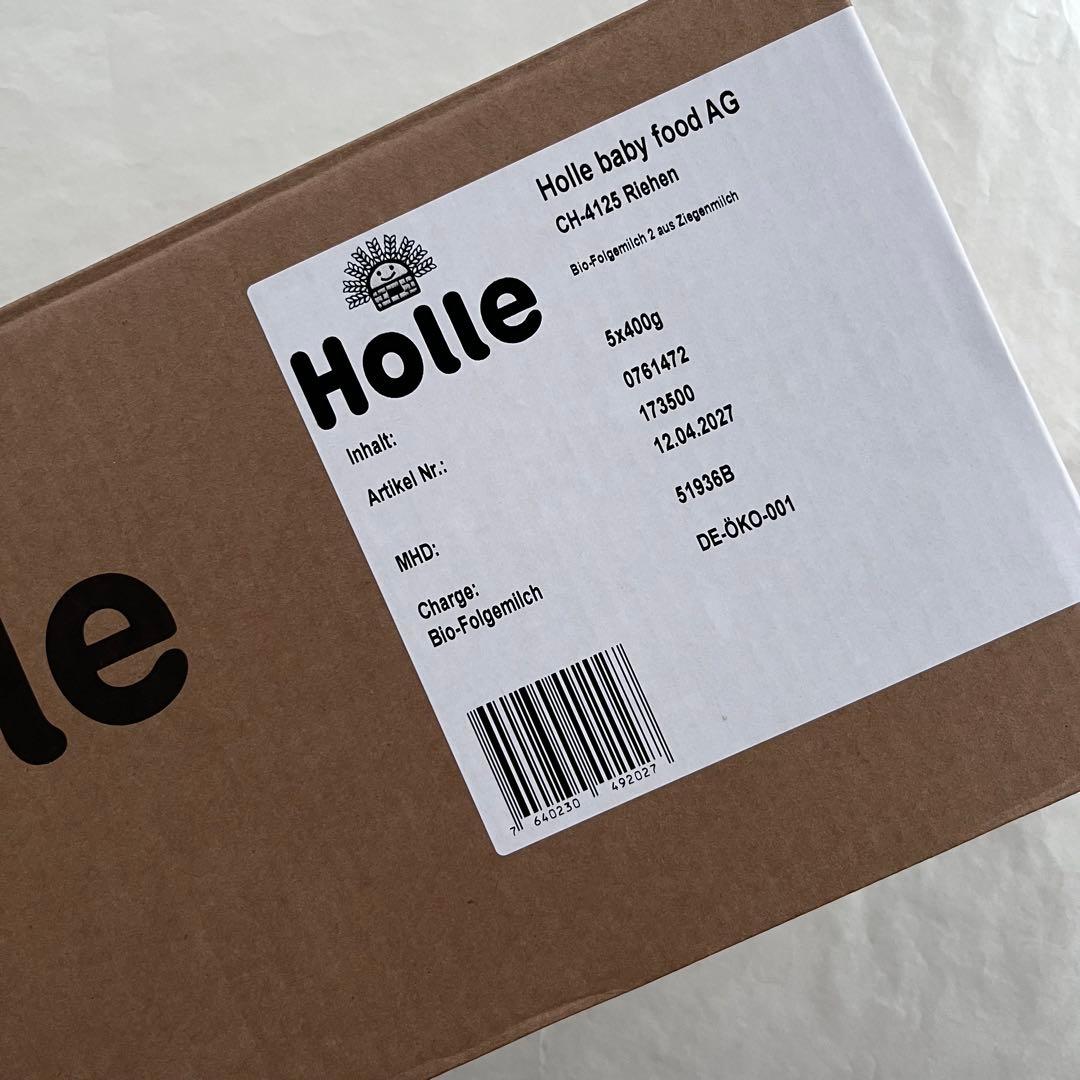 Holle baby food AG
CH-4125 Riehen
Bio-Folgemilch 2 aus Ziegenmilch
Holle
Inhalt: 5x400g
Artikel Nr.: 0761472
173500
MHD: 12.04.2027
Charge: 51936B
Bio-Folgemilch DE-ÖKO-001
7 640230 492027
le